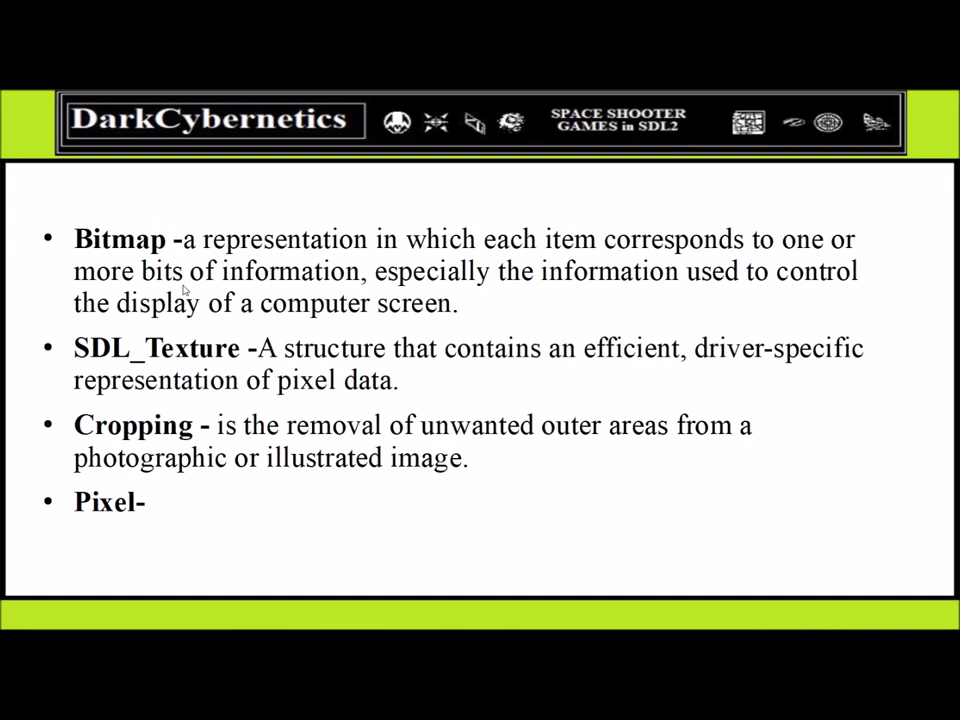 DarkCybernetics
SPACE SHOOTER
GAMES in SDL2
• Bitmap -a representation in which each item corresponds to one or
more bits of information, especially the information used to control
the display of a computer screen.
• SDL_Texture -A structure that contains an efficient, driver-specific
representation of pixel data.
• Cropping - is the removal of unwanted outer areas from a
photographic or illustrated image.
• Pixel-